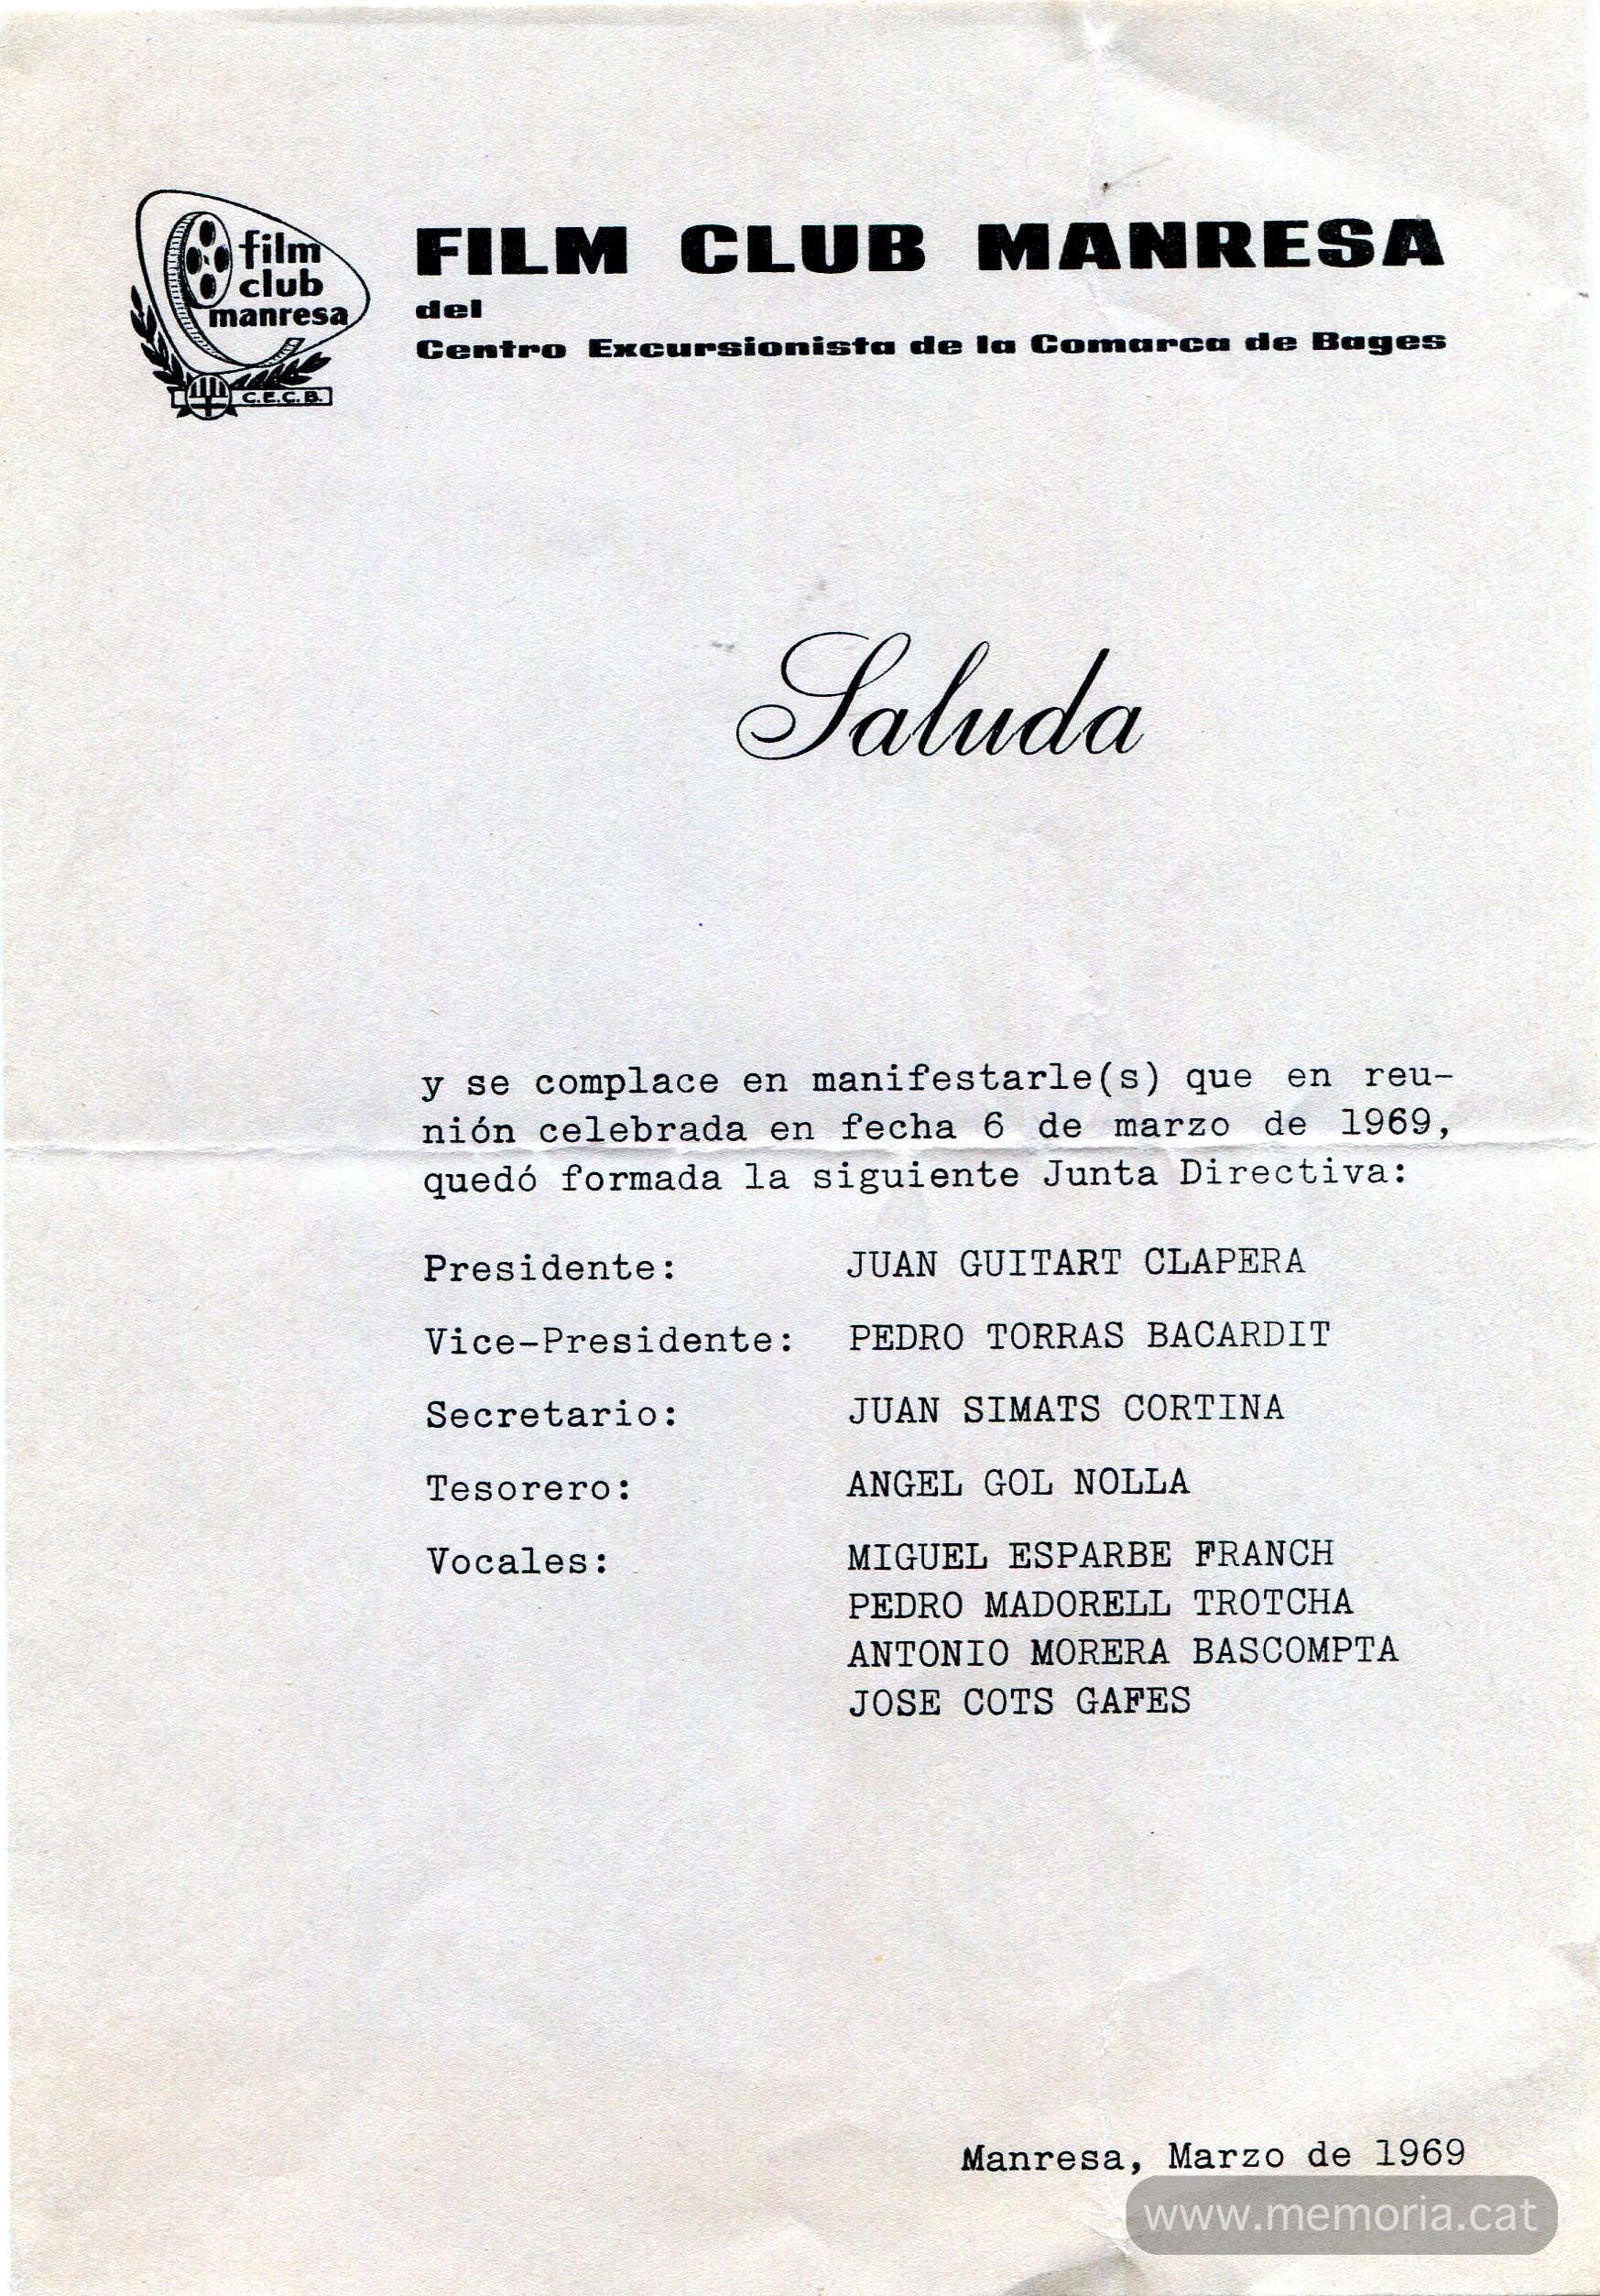 film
club
manresa
C.E.C.B.
FILM CLUB MANRESA
del
Centro Excursionista de la Comarca de Bages
Saluda
y se complace en manifestarle(s) que en reu-
nión celebrada en fecha 6 de marzo de 1969,
quedó formada la siguiente Junta Directiva:
Presidente: JUAN GUITART CLAPERA
Vice-Presidente: PEDRO TORRAS BACARDIT
Secretario: JUAN SIMATS CORTINA
Tesorero: ANGEL GOL NOLLA
Vocales: MIGUEL ESPARBE FRANCH
PEDRO MADORELL TROTCHA
ANTONIO MORERA BASCOMPTA
JOSE COTS GAFES
Manresa, Marzo de 1969
www.memoria.cat